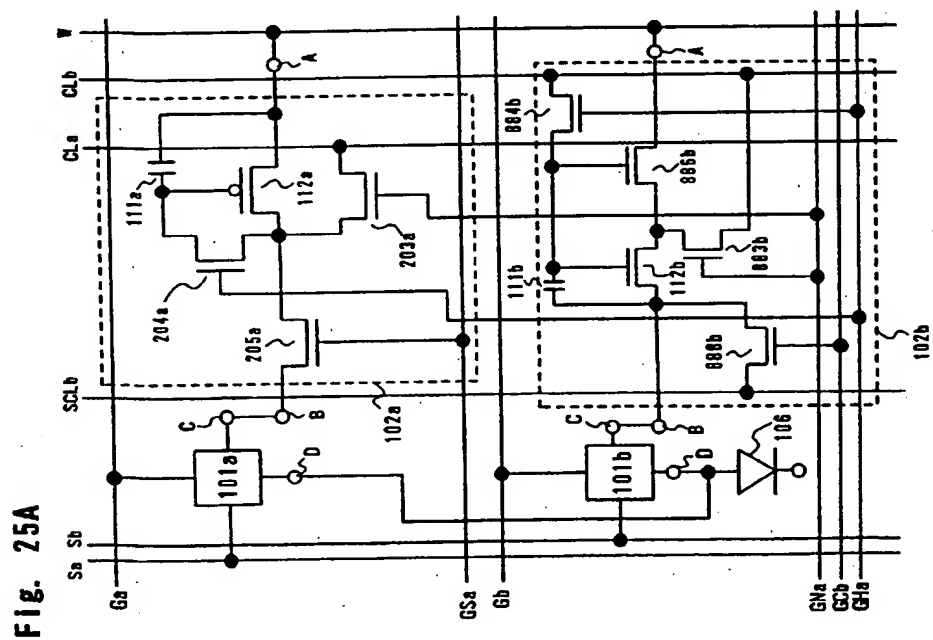 Fig. 25A
Sa
Sb
SCLb
CLa
CLb
W
Ga
111a
A
204a
112a
203a
205a
C
B
101a
D
102a
GSa
Gb
884b
A
886b
111b
112b
883b
888b
C
B
101b
D
106
102b
GNa
GCb
GHa